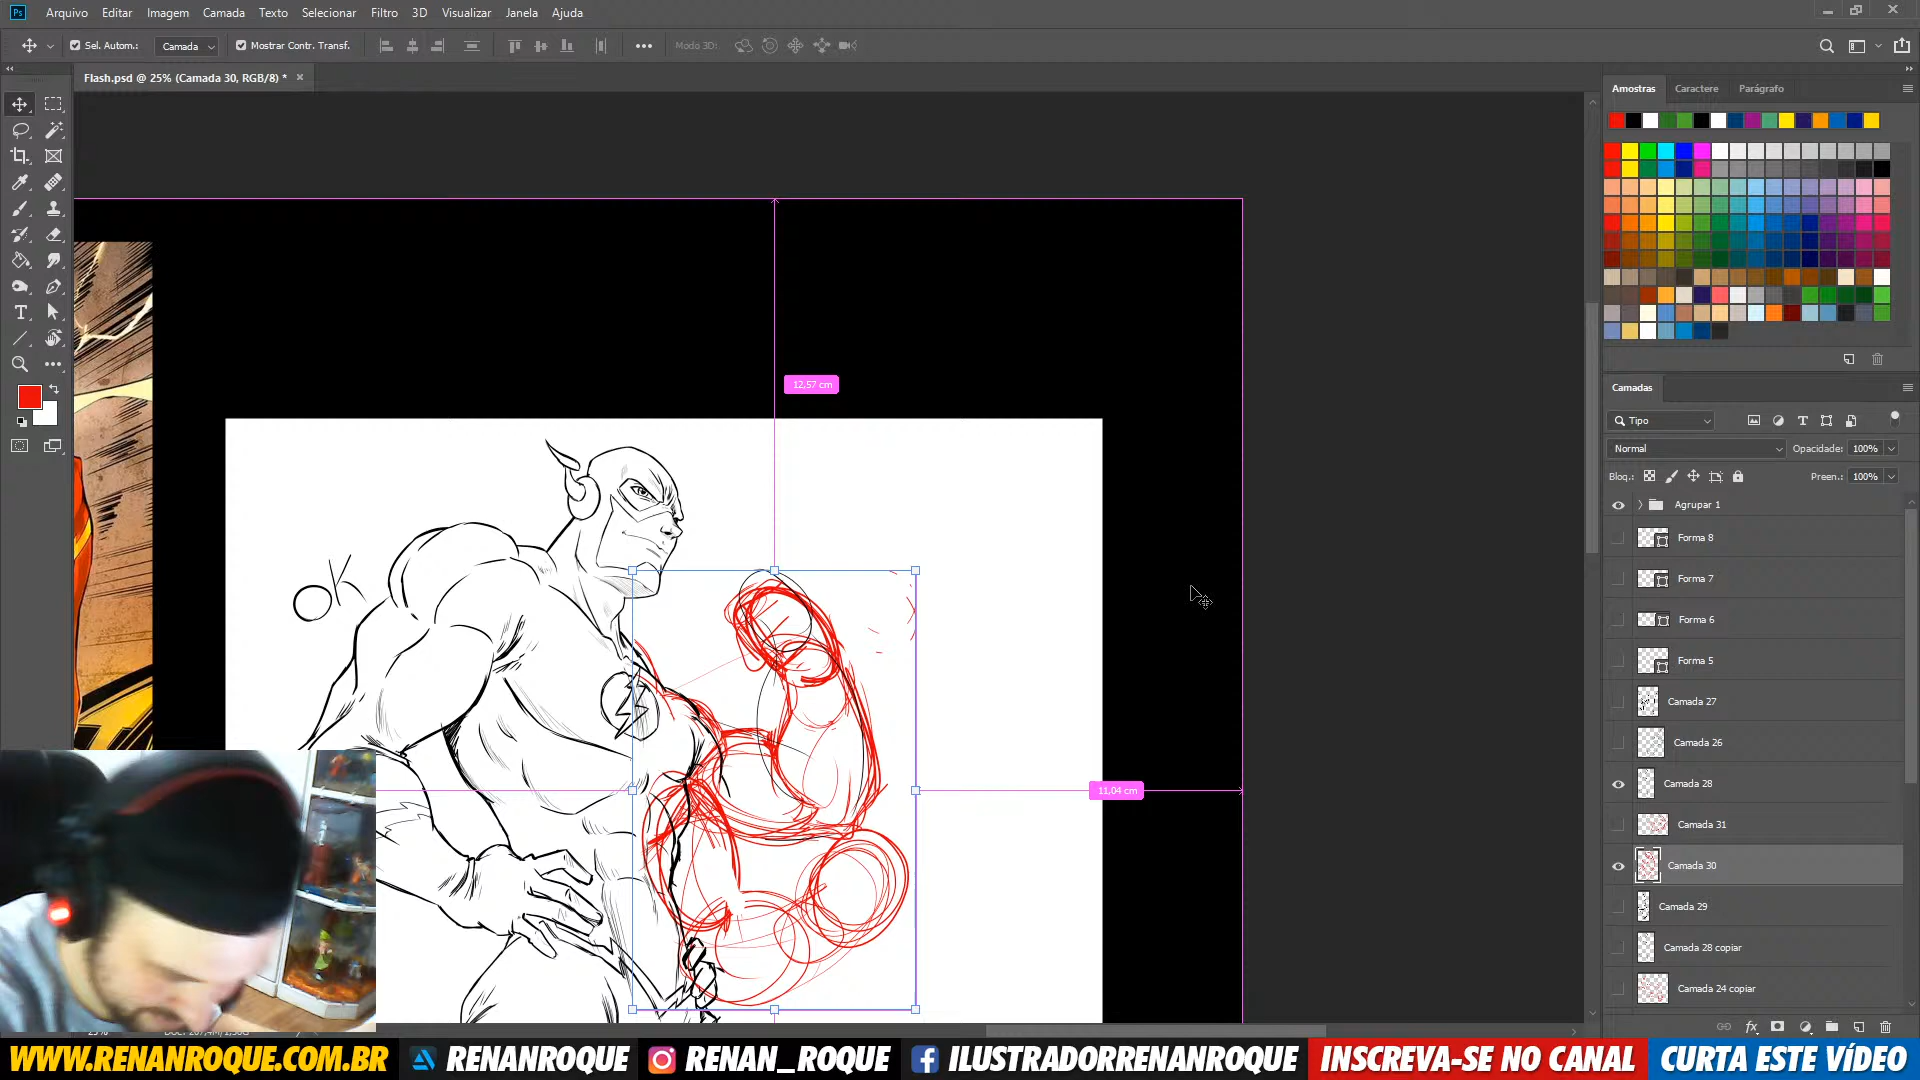 Ps Arquivo Editar Imagem Camada Texto Selecionar Filtro 3D Visualizar Janela Ajuda
Sel. Autom.: Camada Mostrar Contr. Transf. Modo 3D:
Flash.psd @ 25% (Camada 30, RGB/8) *
Amostras Caractere Parágrafo
12,57 cm
OK
11,04 cm
Camadas
Tipo
Normal Opacidade: 100%
Bloq.: Preen.: 100%
Agrupar 1
Forma 8
Forma 7
Forma 6
Forma 5
Camada 27
Camada 26
Camada 28
Camada 31
Camada 30
Camada 29
Camada 28 copiar
Camada 24 copiar
WWW.RENANROQUE.COM.BR RENANROQUE RENAN_ROQUE ILUSTRADORRENANROQUE INSCREVA-SE NO CANAL CURTA ESTE VÍDEO